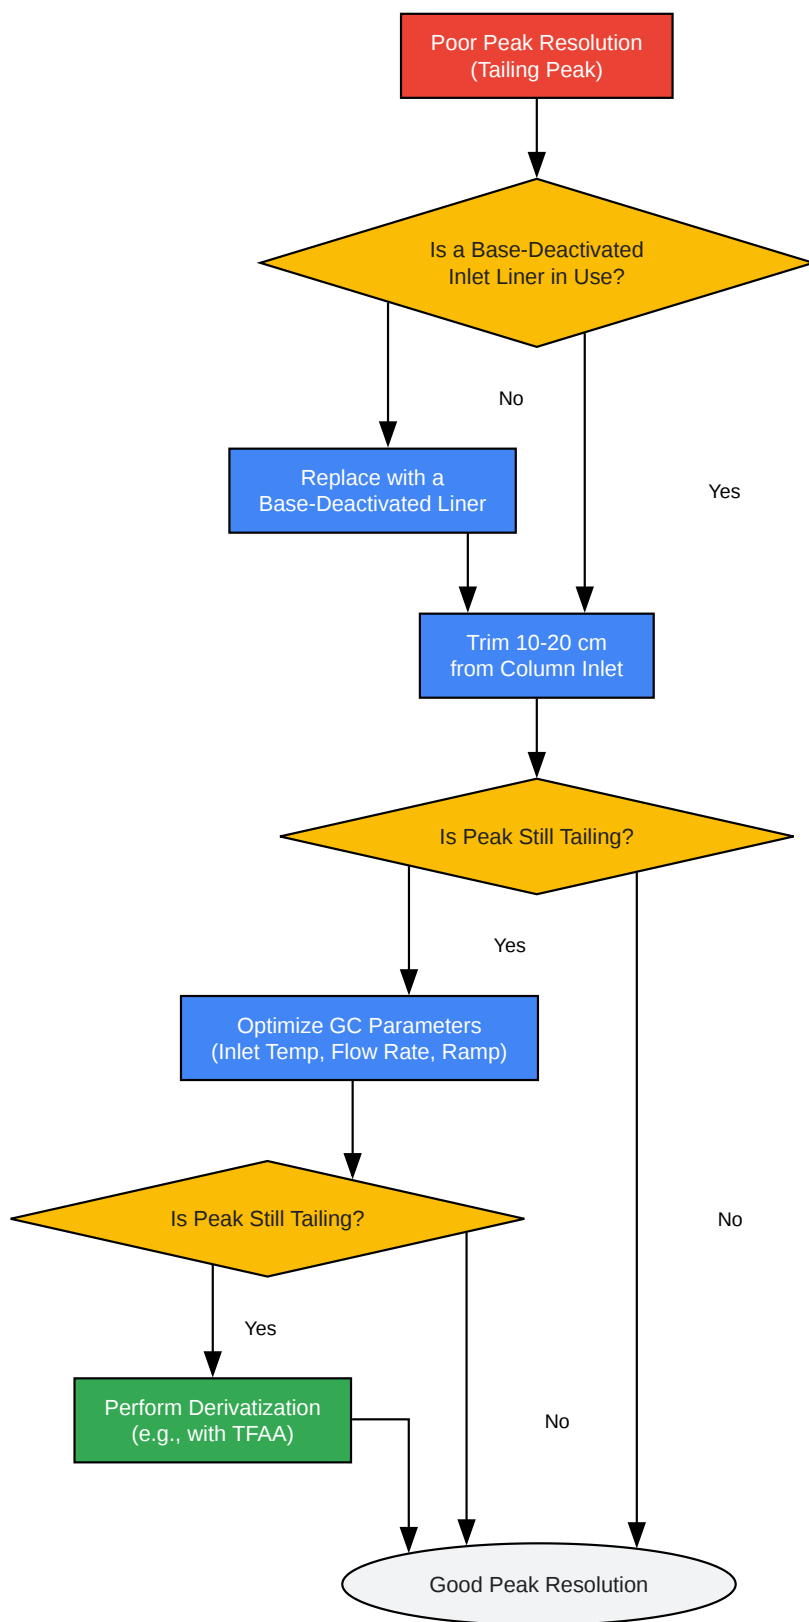 Poor Peak Resolution
(Tailing Peak)
Is a Base-Deactivated
Inlet Liner in Use?
No
Replace with a
Base-Deactivated Liner
Yes
Trim 10-20 cm
from Column Inlet
Is Peak Still Tailing?
Yes
Optimize GC Parameters
(Inlet Temp, Flow Rate, Ramp)
Is Peak Still Tailing?
No
Yes
Perform Derivatization
(e.g., with TFAA)
No
Good Peak Resolution